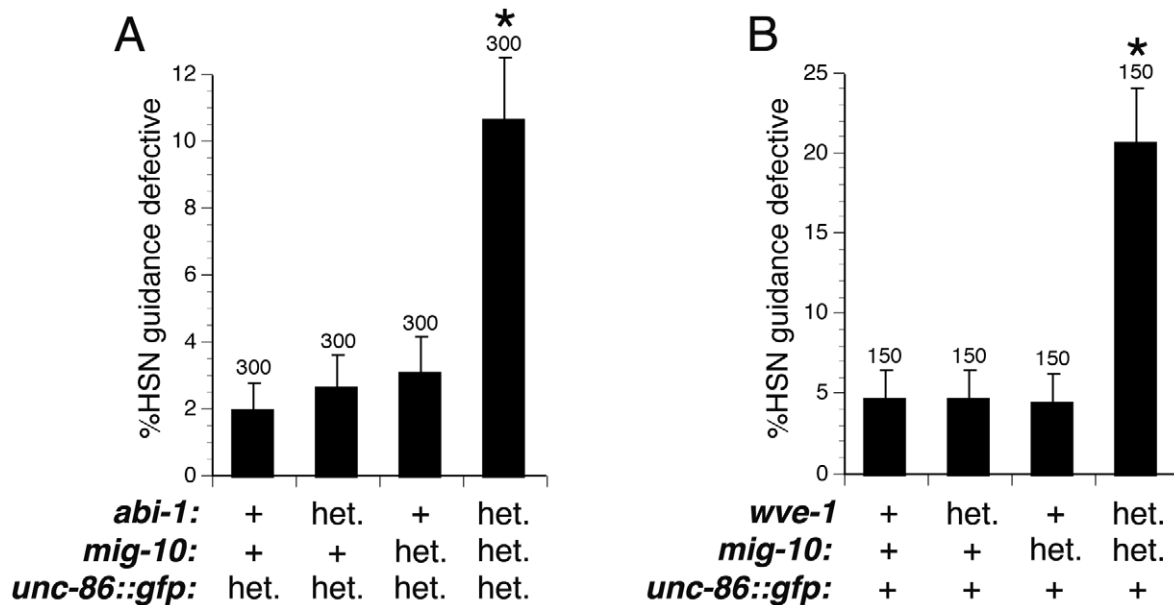 A
%HSN guidance defective
12
10
8
6
4
2
0
300
300
300
*
300
abi-1: + het. + het.
mig-10: + + het. het.
unc-86::gfp: het. het. het. het.
B
%HSN guidance defective
25
20
15
10
5
0
150
150
150
*
150
wve-1 + het. + het.
mig-10: + + het. het.
unc-86::gfp: + + + +